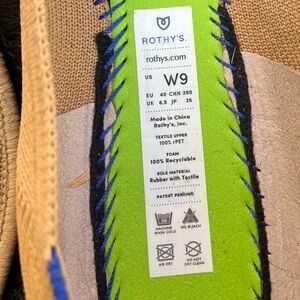 ROTHY'S.
rothys.com
US W9
EU 40 CHN 260
UK 6.5 JP 26
Made in China
Rothy's, Inc.
TEXTILE UPPER
100% rPET
FOAM
100% Recyclable
SOLE MATERIAL
Rubber with Textile
PATENT PENDING.
MACHINE WASH COLD
NO BLEACH
AIR DRY
DO NOT DRY CLEAN